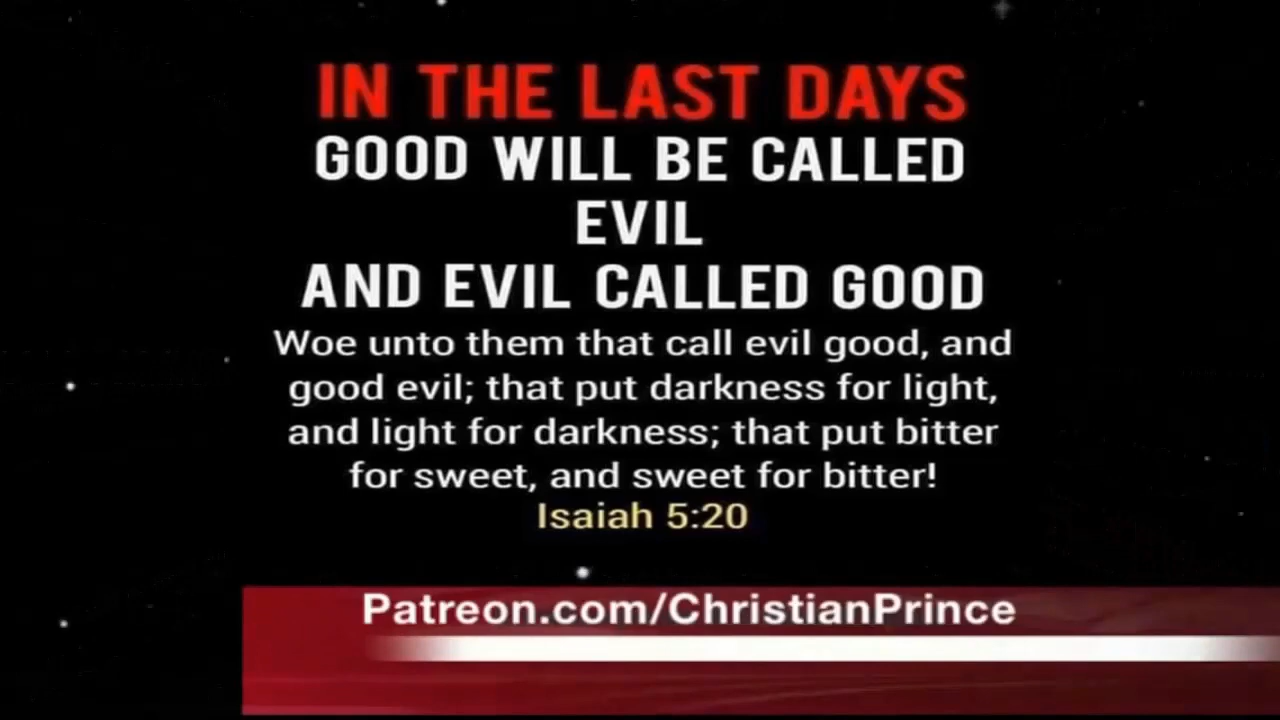 IN THE LAST DAYS
GOOD WILL BE CALLED
EVIL
AND EVIL CALLED GOOD
Woe unto them that call evil good, and
good evil; that put darkness for light,
and light for darkness; that put bitter
for sweet, and sweet for bitter!
Isaiah 5:20
Patreon.com/ChristianPrince